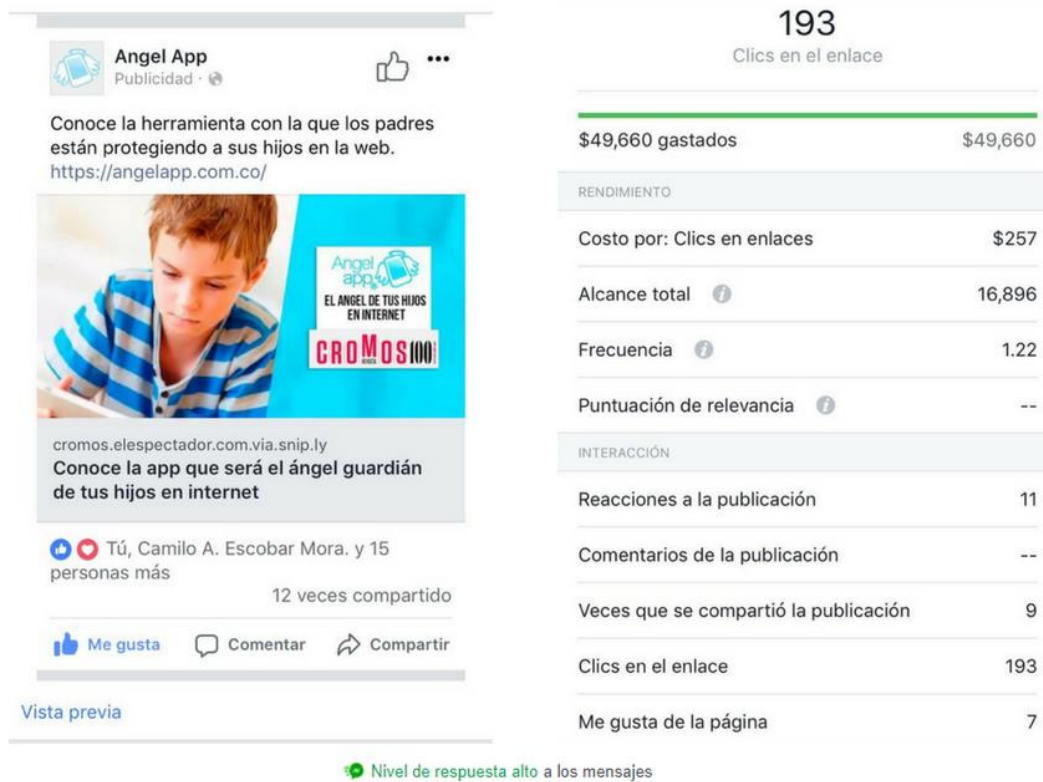 Angel App
Publicidad ·
Conoce la herramienta con la que los padres
están protegiendo a sus hijos en la web.
https://angelapp.com.co/
Angel
app
EL ANGEL DE TUS HIJOS
EN INTERNET
CROMOS100
cromos.elespectador.com.via.snip.ly
Conoce la app que será el ángel guardián
de tus hijos en internet
Tú, Camilo A. Escobar Mora. y 15
personas más
12 veces compartido
Me gusta Comentar Compartir
Vista previa
193
Clics en el enlace
$49,660 gastados $49,660
RENDIMIENTO
Costo por: Clics en enlaces $257
Alcance total 16,896
Frecuencia 1.22
Puntuación de relevancia --
INTERACCIÓN
Reacciones a la publicación 11
Comentarios de la publicación --
Veces que se compartió la publicación 9
Clics en el enlace 193
Me gusta de la página 7
Nivel de respuesta alto a los mensajes